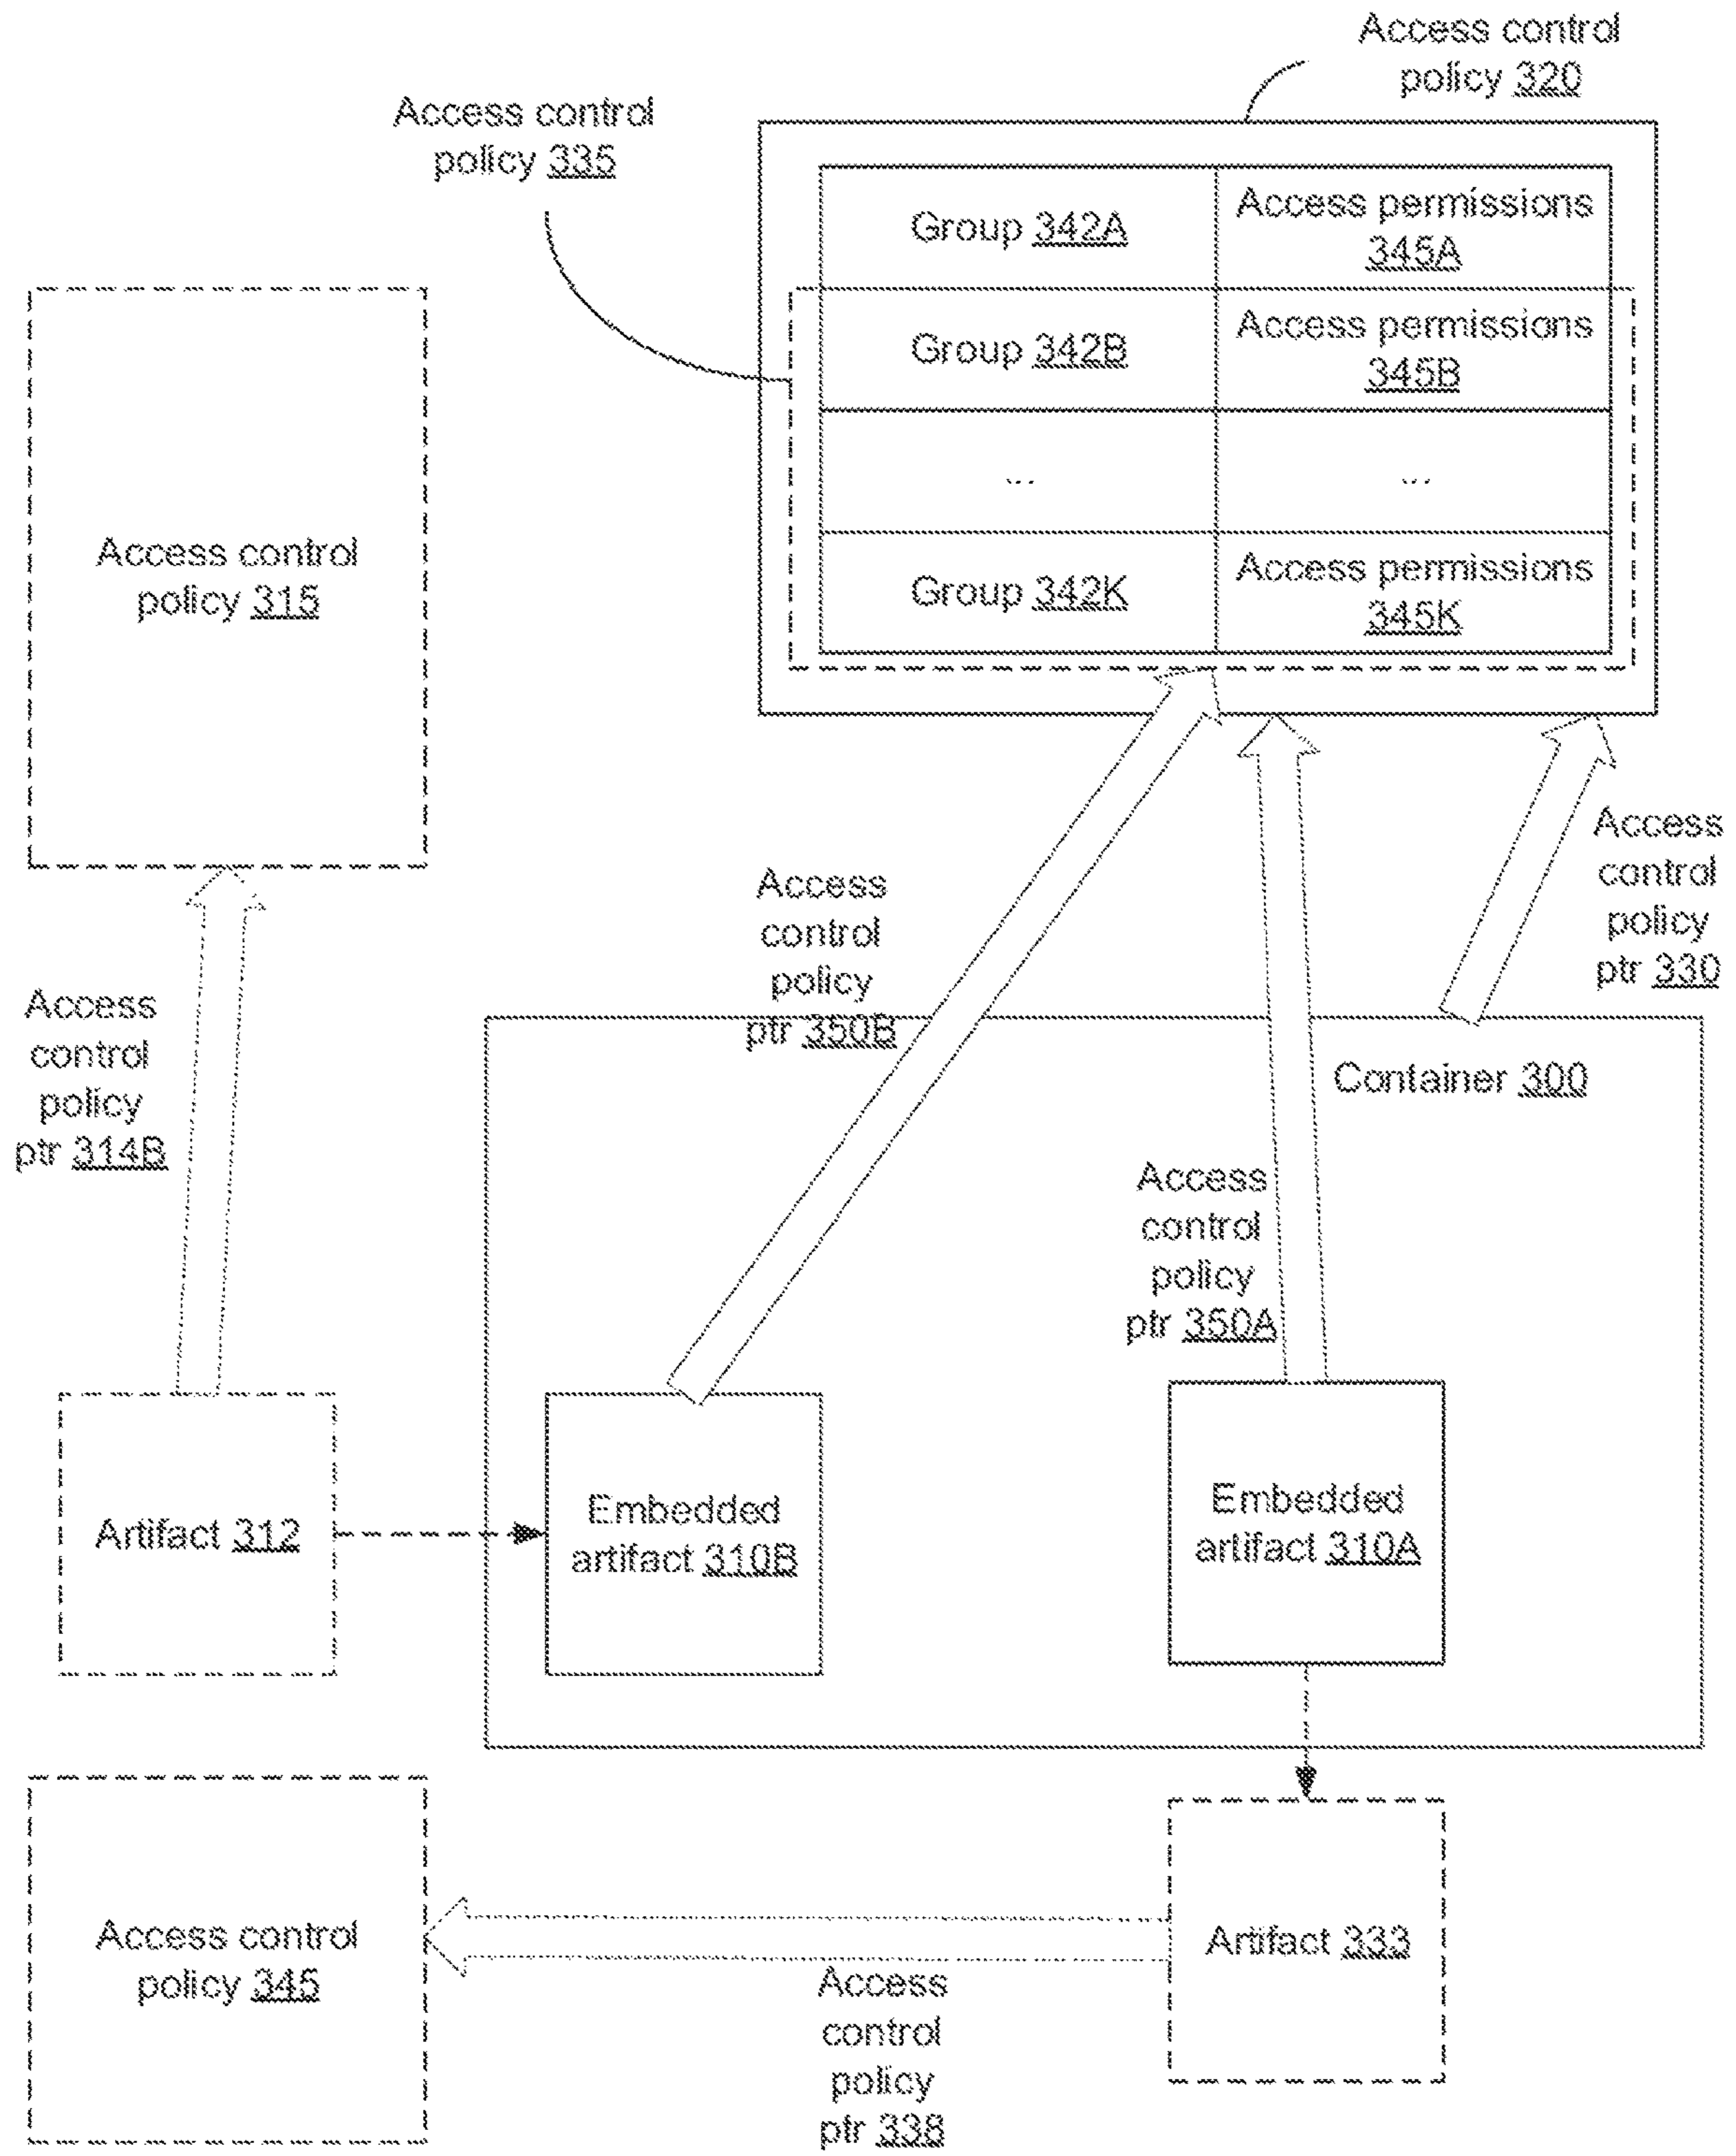 Access control
policy 320
Access control
policy 335
Group 342A
Access permissions
345A
Group 342B
Access permissions
345B
...
...
Group 342K
Access permissions
345K
Access control
policy 315
Access
control
policy
ptr 330
Access
control
policy
ptr 350B
Access
control
policy
ptr 314B
Container 300
Access
control
policy
ptr 350A
Artifact 312
Embedded
artifact 310B
Embedded
artifact 310A
Access control
policy 345
Artifact 333
Access
control
policy
ptr 338